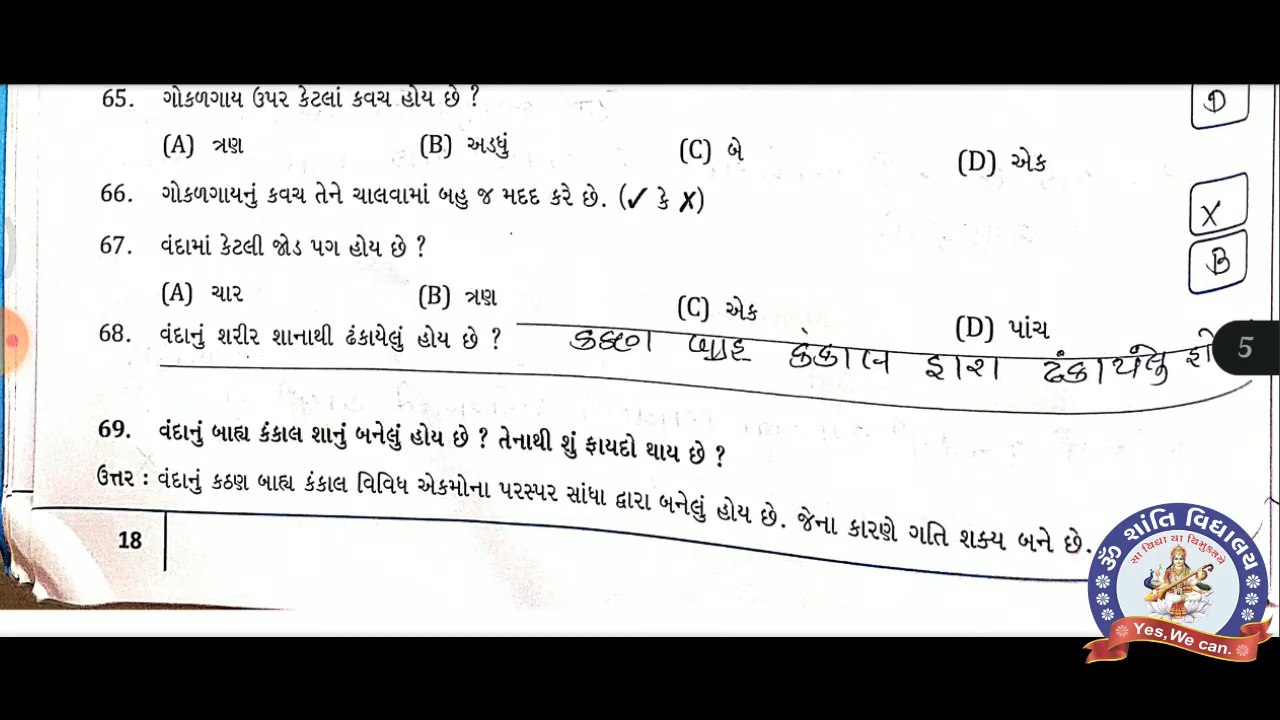 65. ગોકળગાય ઉપર કેટલાં કવચ હોય છે ? D
(A) ત્રણ (B) અડધું (C) બે (D) એક
66. ગોકળગાયનું કવચ તેને ચાલવામાં બહુ જ મદદ કરે છે. (✓ કે ✗) X
67. વંદામાં કેટલી જોડ પગ હોય છે ? B
(A) ચાર (B) ત્રણ (C) એક (D) પાંચ
68. વંદાનું શરીર શાનાથી ઢંકાયેલું હોય છે ? કઠણ બાહ્ય કંકાલ દ્વારા ઢંકાયેલુ
5
69. વંદાનું બાહ્ય કંકાલ શાનું બનેલું હોય છે ? તેનાથી શું ફાયદો થાય છે ?
ઉત્તર : વંદાનું કઠણ બાહ્ય કંકાલ વિવિધ એકમોના પરસ્પર સાંધા દ્વારા બનેલું હોય છે. જેના કારણે ગતિ શક્ય બને છે.
18
ૐ શાંતિ વિદ્યાલય
સા વિદ્યા યા વિમુક્તયે
Yes, We can.